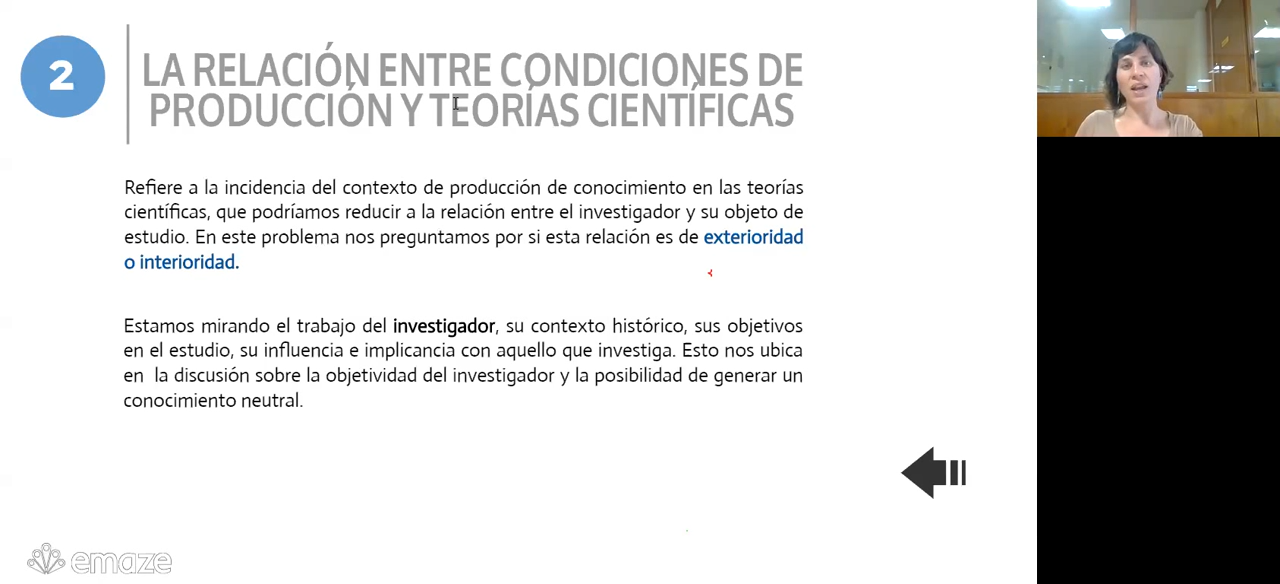 2
LA RELACIÓN ENTRE CONDICIONES DE
PRODUCCIÓN Y TEORÍAS CIENTÍFICAS
Refiere a la incidencia del contexto de producción de conocimiento en las teorías
científicas, que podríamos reducir a la relación entre el investigador y su objeto de
estudio. En este problema nos preguntamos por si esta relación es de exterioridad
o interioridad.
Estamos mirando el trabajo del investigador, su contexto histórico, sus objetivos
en el estudio, su influencia e implicancia con aquello que investiga. Esto nos ubica
en la discusión sobre la objetividad del investigador y la posibilidad de generar un
conocimiento neutral.
emaze